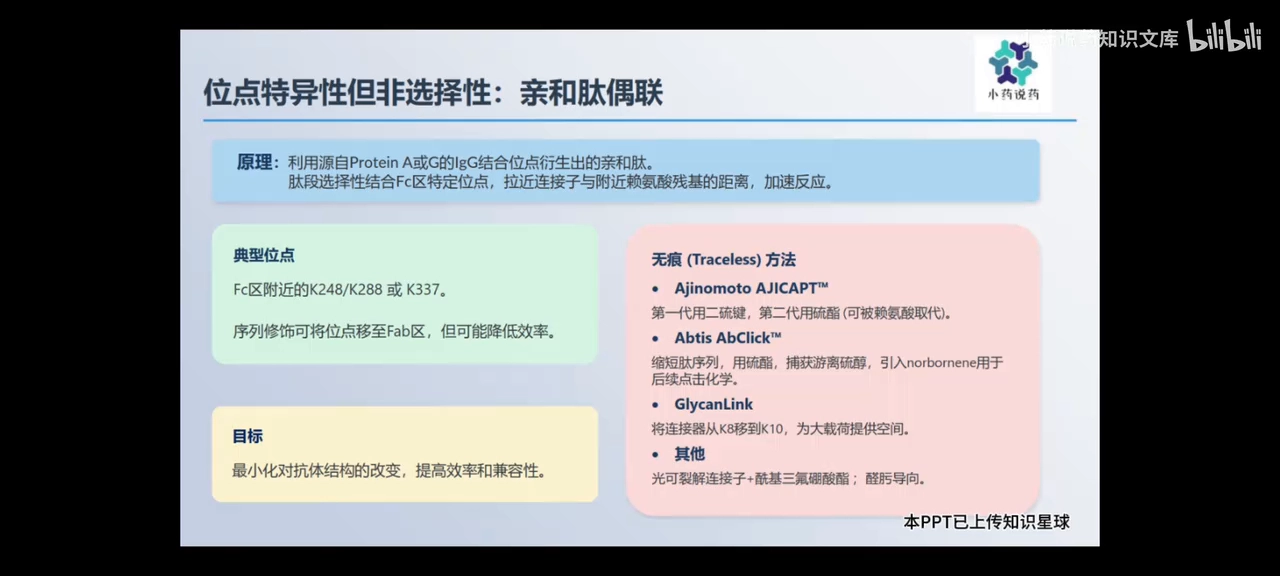 知识文库 bilibili
小药说药
位点特异性但非选择性：亲和肽偶联
原理：利用源自Protein A或G的IgG结合位点衍生出的亲和肽。
肽段选择性结合Fc区特定位点，拉近连接子与附近赖氨酸残基的距离，加速反应。
典型位点
Fc区附近的K248/K288 或 K337。
序列修饰可将位点移至Fab区，但可能降低效率。
目标
最小化对抗体结构的改变，提高效率和兼容性。
无痕 (Traceless) 方法
• Ajinomoto AJICAPT™
第一代用二硫键，第二代用硫酯 (可被赖氨酸取代)。
• Abtis AbClick™
缩短肽序列，用硫酯，捕获游离硫醇，引入norbornene用于
后续点击化学。
• GlycanLink
将连接器从K8移到K10，为大载荷提供空间。
• 其他
光可裂解连接子+酰基三氟硼酸酯；醛肟导向。
本PPT已上传知识星球